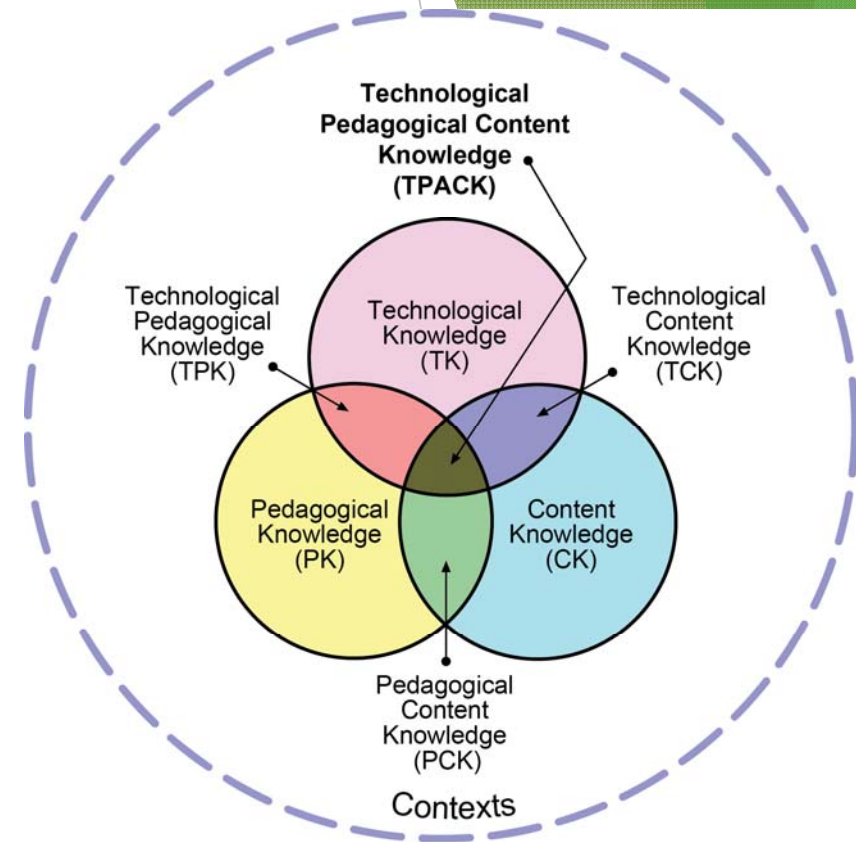 Technological
Pedagogical Content
Knowledge
(TPACK)
Technological
Pedagogical
Knowledge
(TPK)
Technological
Knowledge
(TK)
Technological
Content
Knowledge
(TCK)
Pedagogical
Knowledge
(PK)
Content
Knowledge
(CK)
Pedagogical
Content
Knowledge
(PCK)
Contexts